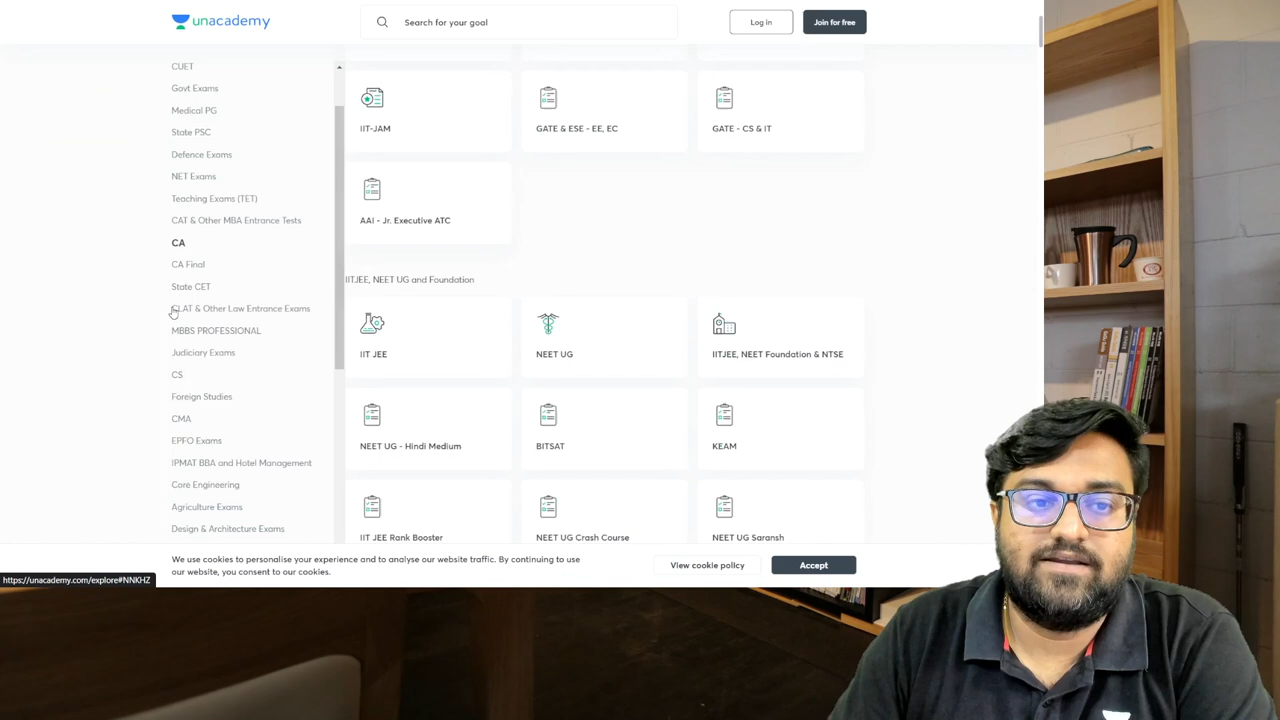 unacademy
Search for your goal
Log in
Join for free
CUET
Govt Exams
Medical PG
State PSC
Defence Exams
NET Exams
Teaching Exams (TET)
CAT & Other MBA Entrance Tests
CA
CA Final
State CET
CLAT & Other Law Entrance Exams
MBBS PROFESSIONAL
Judiciary Exams
CS
Foreign Studies
CMA
EPFO Exams
IPMAT BBA and Hotel Management
Core Engineering
Agriculture Exams
Design & Architecture Exams
IIT-JAM
GATE & ESE - EE, EC
GATE - CS & IT
AAI - Jr. Executive ATC
IITJEE, NEET UG and Foundation
IIT JEE
NEET UG
IITJEE, NEET Foundation & NTSE
NEET UG - Hindi Medium
BITSAT
KEAM
IIT JEE Rank Booster
NEET UG Crash Course
NEET UG Saransh
We use cookies to personalise your experience and to analyse our website traffic. By continuing to
use our website, you consent to our cookies.
View cookie policy
Accept
https://unacademy.com/explore#NNKHZ